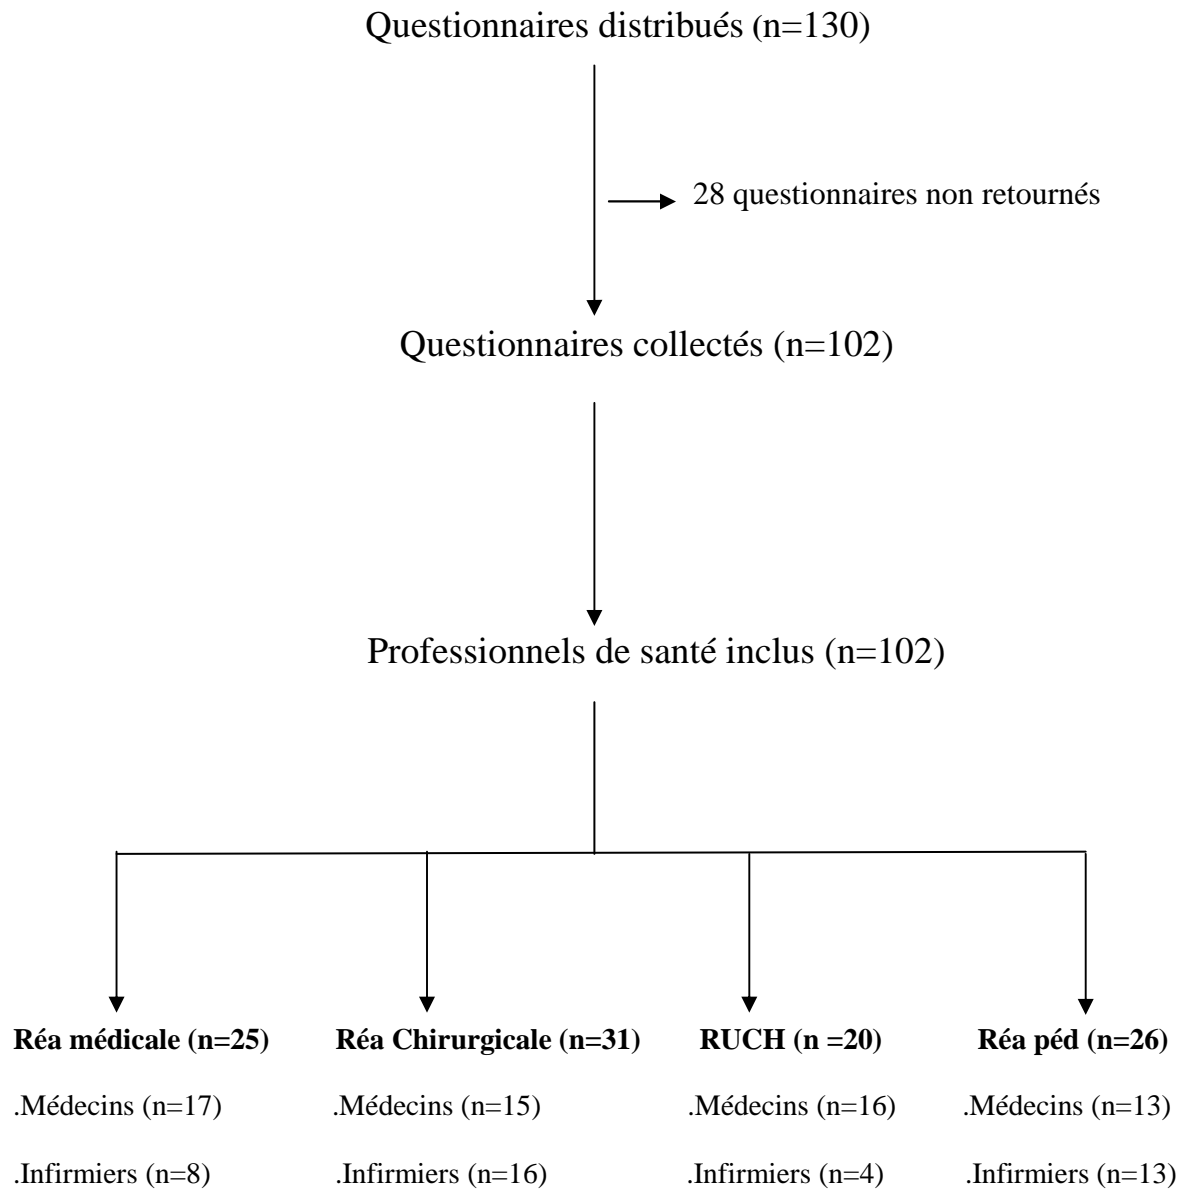 Questionnaires distribués (n=130)
28 questionnaires non retournés
Questionnaires collectés (n=102)
Professionnels de santé inclus (n=102)
Réa médicale (n=25) Réa Chirurgicale (n=31) RUCH (n =20) Réa péd (n=26)
.Médecins (n=17) .Médecins (n=15) .Médecins (n=16) .Médecins (n=13)
.Infirmiers (n=8) .Infirmiers (n=16) .Infirmiers (n=4) .Infirmiers (n=13)